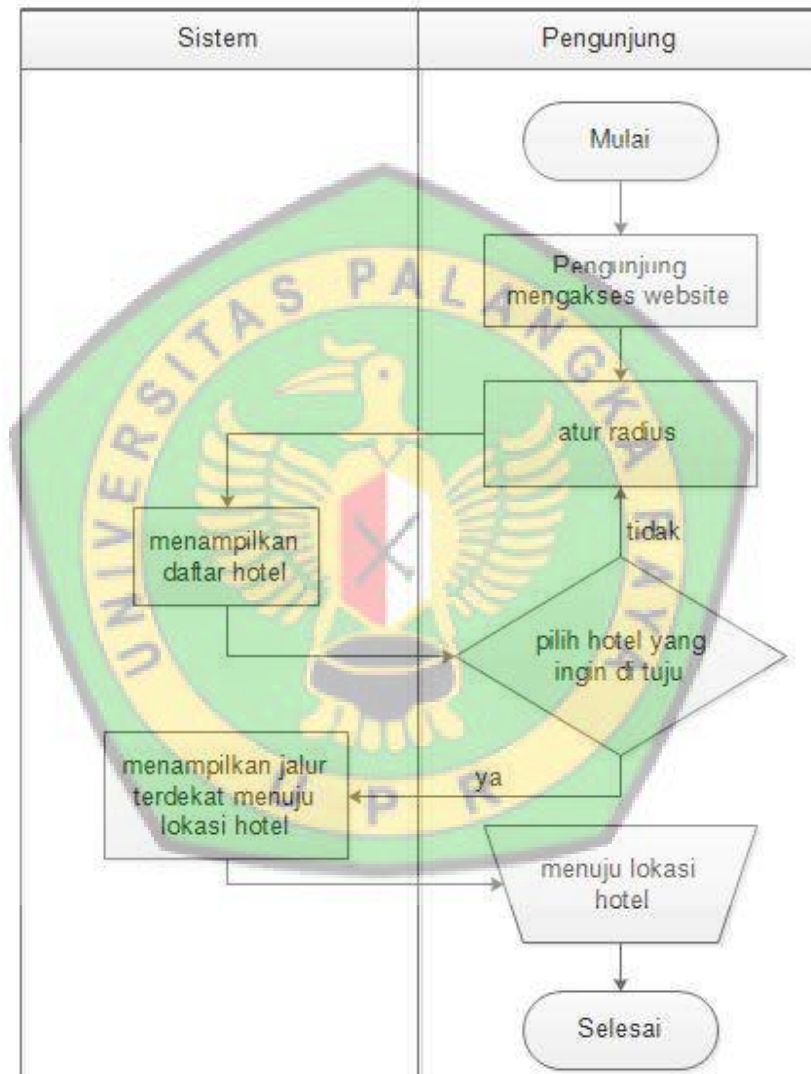 Sistem
Pengunjung
Mulai
Pengunjung
mengakses website
atur radius
menampilkan
daftar hotel
tidak
pilih hotel yang
ingin di tuju
ya
menampilkan jalur
terdekat menuju
lokasi hotel
menuju lokasi
hotel
Selesai
UNIVERSITAS PALANGKA RAYA
U P R